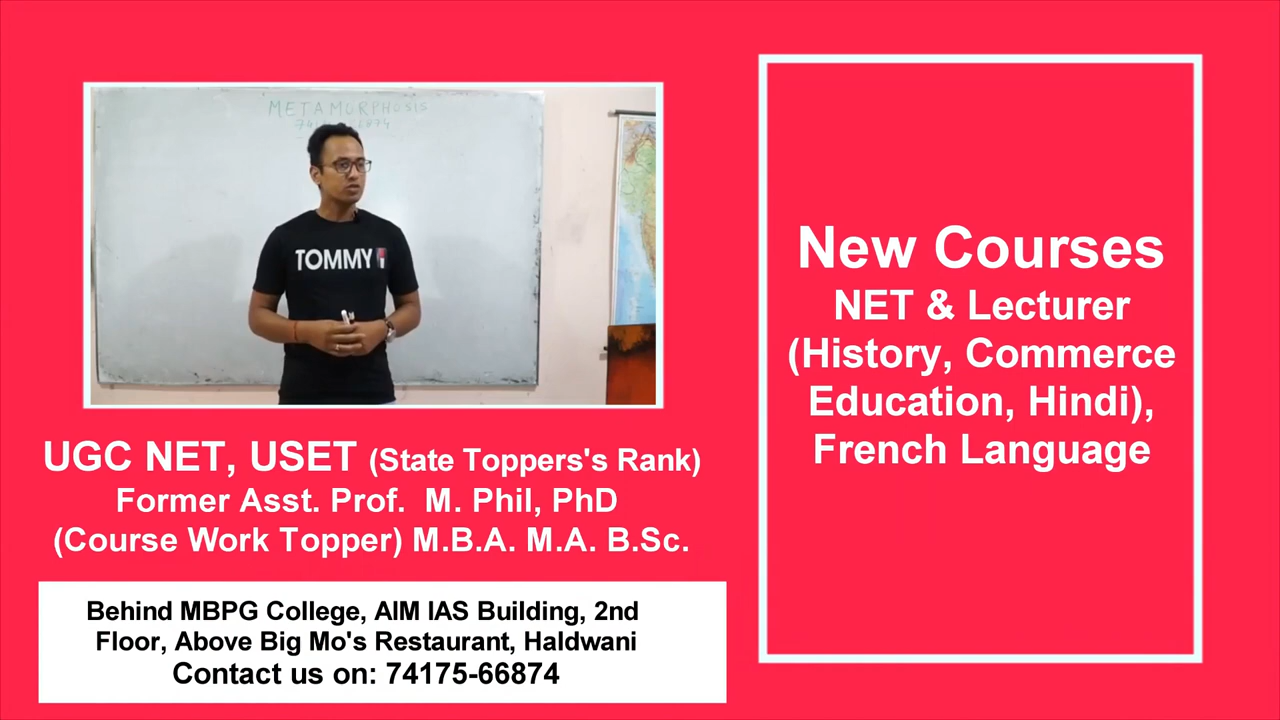 METAMORPHOSIS
TOMMY
UGC NET, USET (State Toppers's Rank)
Former Asst. Prof. M. Phil, PhD
(Course Work Topper) M.B.A. M.A. B.Sc.
Behind MBPG College, AIM IAS Building, 2nd
Floor, Above Big Mo's Restaurant, Haldwani
Contact us on: 74175-66874
New Courses
NET & Lecturer
(History, Commerce
Education, Hindi),
French Language